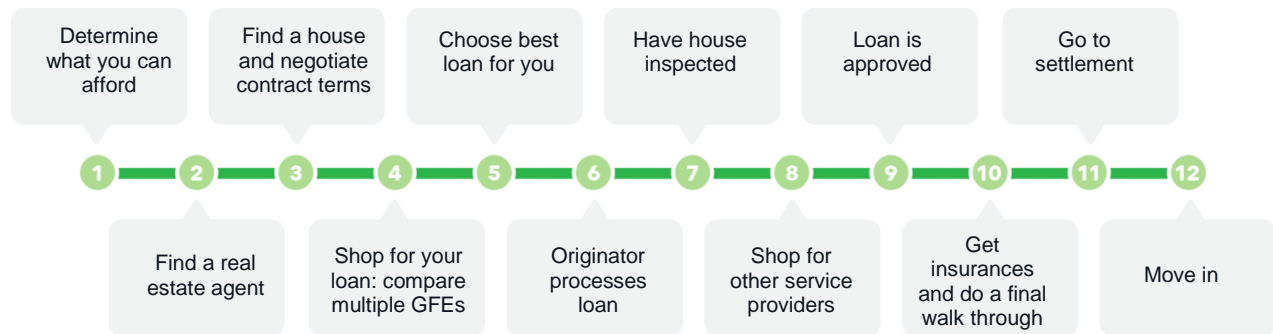 Determine
what you can
afford
Find a house
and negotiate
contract terms
Choose best
loan for you
Have house
inspected
Loan is
approved
Go to
settlement
1
2
3
4
5
6
7
8
9
10
11
12
Find a real
estate agent
Shop for your
loan: compare
multiple GFEs
Originator
processes
loan
Shop for
other service
providers
Get
insurances
and do a final
walk through
Move in